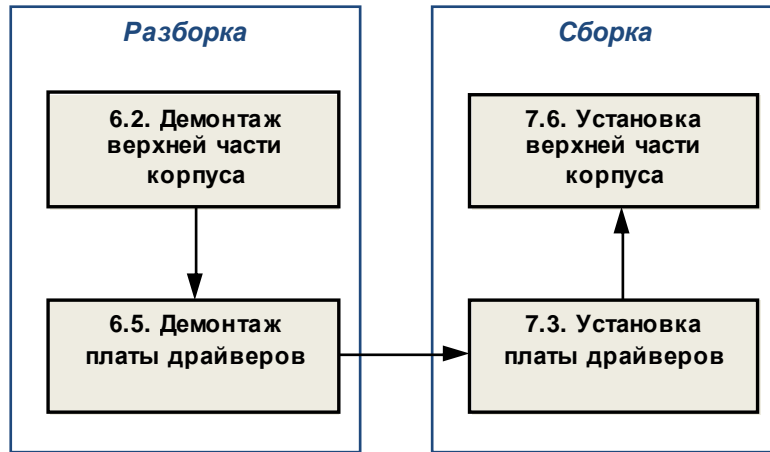 Разборка
6.2. Демонтаж
верхней части
корпуса
6.5. Демонтаж
платы драйверов
Сборка
7.6. Установка
верхней части
корпуса
7.3. Установка
платы драйверов